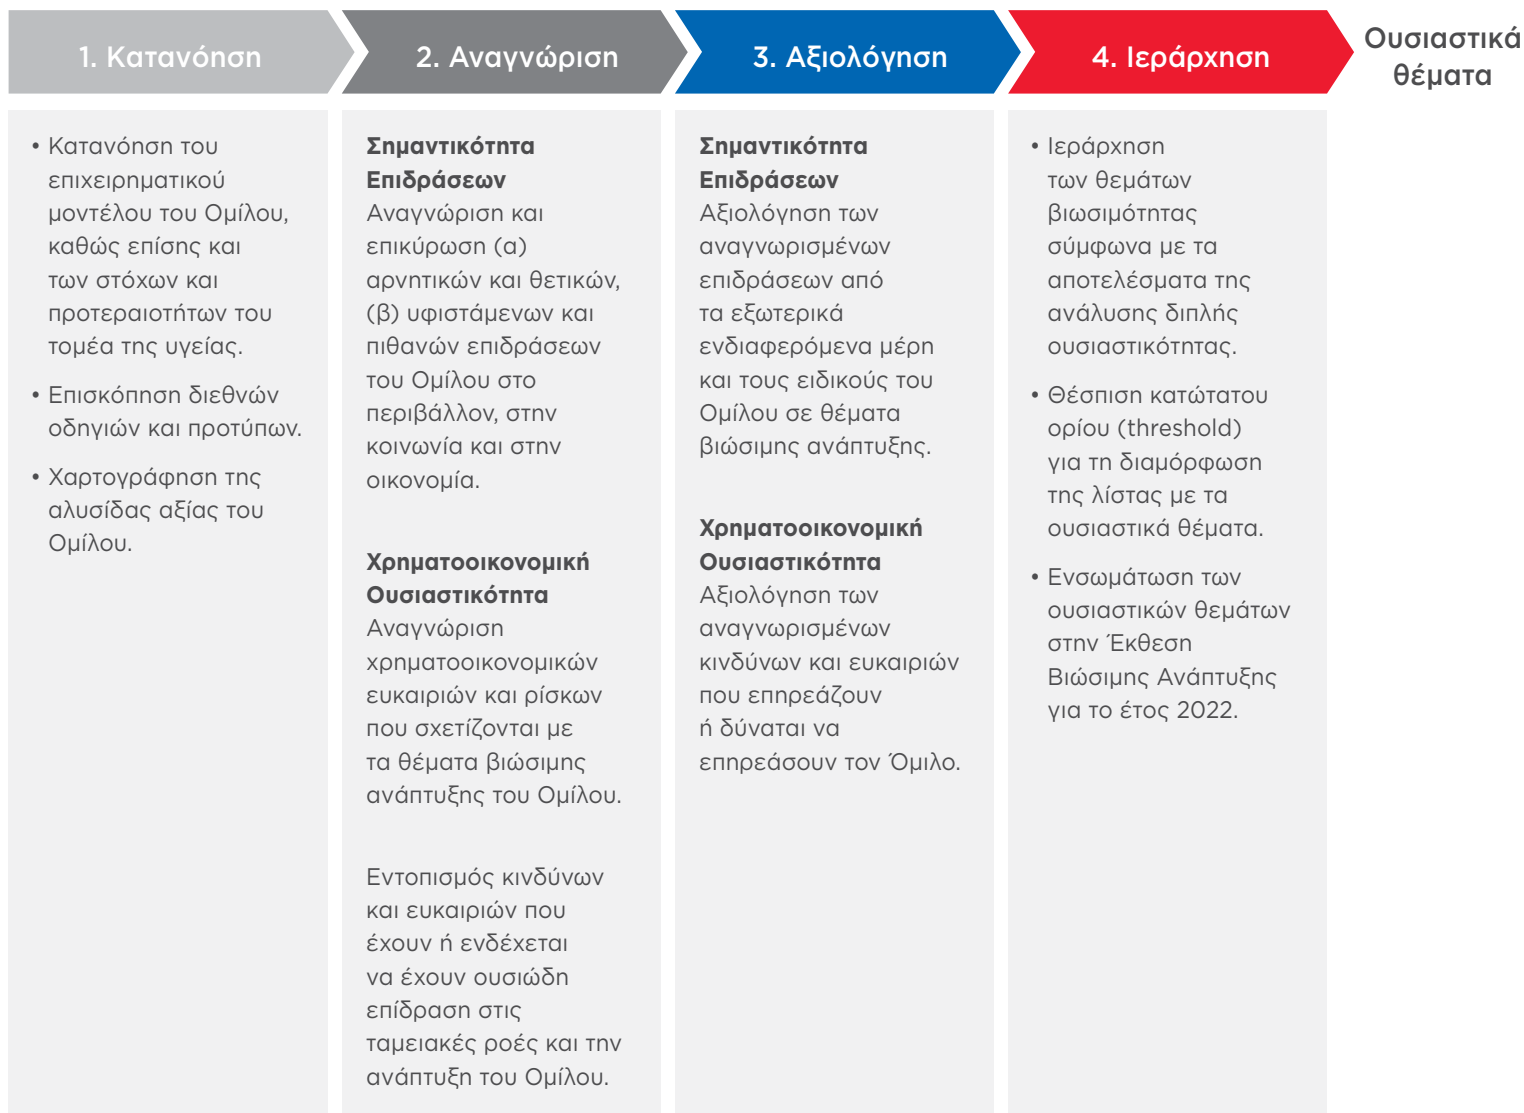 1. Κατανόηση
2. Αναγνώριση
3. Αξιολόγηση
4. Ιεράρχηση
Ουσιαστικά
θέματα
• Κατανόηση του
επιχειρηματικού
μοντέλου του Ομίλου,
καθώς επίσης και
των στόχων και
προτεραιοτήτων του
τομέα της υγείας.
• Επισκόπηση διεθνών
οδηγιών και προτύπων.
• Χαρτογράφηση της
αλυσίδας αξίας του
Ομίλου.
Σημαντικότητα
Επιδράσεων
Αναγνώριση και
επικύρωση (α)
αρνητικών και θετικών,
(β) υφιστάμενων και
πιθανών επιδράσεων
του Ομίλου στο
περιβάλλον, στην
κοινωνία και στην
οικονομία.
Χρηματοοικονομική
Ουσιαστικότητα
Αναγνώριση
χρηματοοικονομικών
ευκαιριών και ρίσκων
που σχετίζονται με
τα θέματα βιώσιμης
ανάπτυξης του Ομίλου.
Εντοπισμός κινδύνων
και ευκαιριών που
έχουν ή ενδέχεται
να έχουν ουσιώδη
επίδραση στις
ταμειακές ροές και την
ανάπτυξη του Ομίλου.
Σημαντικότητα
Επιδράσεων
Αξιολόγηση των
αναγνωρισμένων
επιδράσεων από
τα εξωτερικά
ενδιαφερόμενα μέρη
και τους ειδικούς του
Ομίλου σε θέματα
βιώσιμης ανάπτυξης.
Χρηματοοικονομική
Ουσιαστικότητα
Αξιολόγηση των
αναγνωρισμένων
κινδύνων και ευκαιριών
που επηρεάζουν
ή δύναται να
επηρεάσουν τον Όμιλο.
• Ιεράρχηση
των θεμάτων
βιωσιμότητας
σύμφωνα με τα
αποτελέσματα της
ανάλυσης διπλής
ουσιαστικότητας.
• Θέσπιση κατώτατου
ορίου (threshold)
για τη διαμόρφωση
της λίστας με τα
ουσιαστικά θέματα.
• Ενσωμάτωση των
ουσιαστικών θεμάτων
στην Έκθεση
Βιώσιμης Ανάπτυξης
για το έτος 2022.